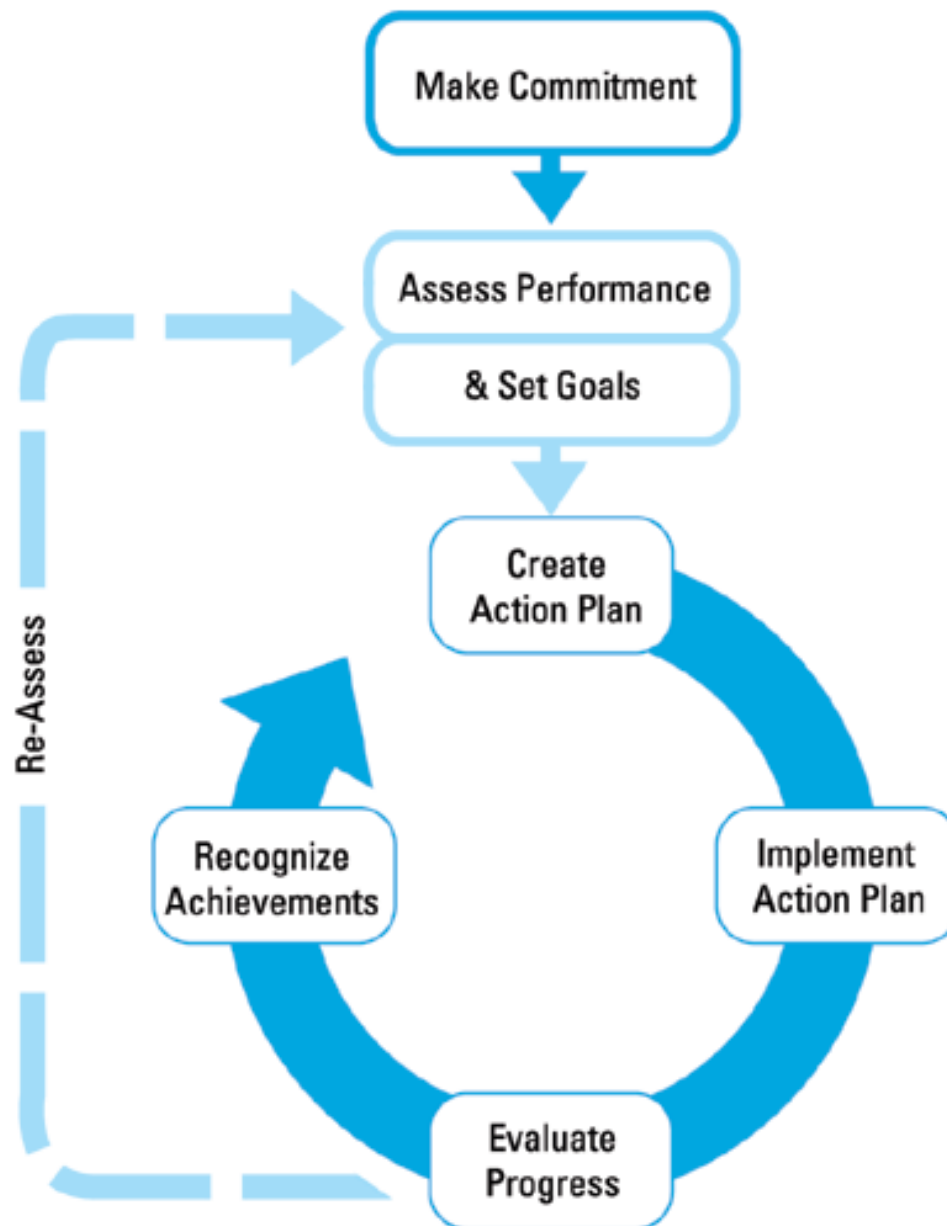 Make Commitment
Assess Performance
& Set Goals
Create
Action Plan
Re-Assess
Recognize
Achievements
Implement
Action Plan
Evaluate
Progress